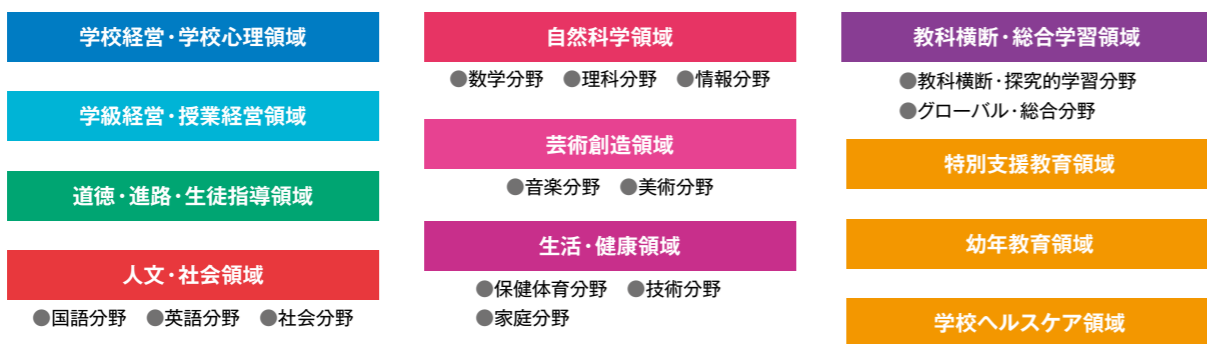 学校経営・学校心理領域
学級経営・授業経営領域
道徳・進路・生徒指導領域
人文・社会領域
●国語分野 ●英語分野 ●社会分野
自然科学領域
●数学分野 ●理科分野 ●情報分野
芸術創造領域
●音楽分野 ●美術分野
生活・健康領域
●保健体育分野 ●技術分野
●家庭分野
教科横断・総合学習領域
●教科横断・探究的学習分野
●グローバル・総合分野
特別支援教育領域
幼年教育領域
学校ヘルスケア領域